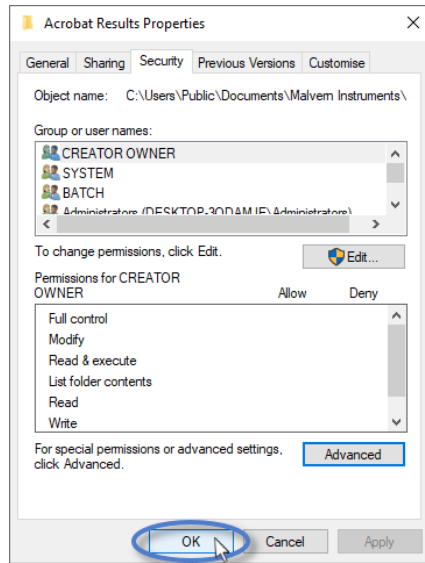 Acrobat Results Properties
General Sharing Security Previous Versions Customise
Object name: C:\Users\Public\Documents\Malvern Instruments\
Group or user names:
CREATOR OWNER
SYSTEM
BATCH
Administrators (DESKTOP-3ODAMJE\Administrators)
To change permissions, click Edit.
Edit...
Permissions for CREATOR
OWNER Allow Deny
Full control
Modify
Read & execute
List folder contents
Read
Write
For special permissions or advanced settings,
click Advanced.
Advanced
OK Cancel Apply